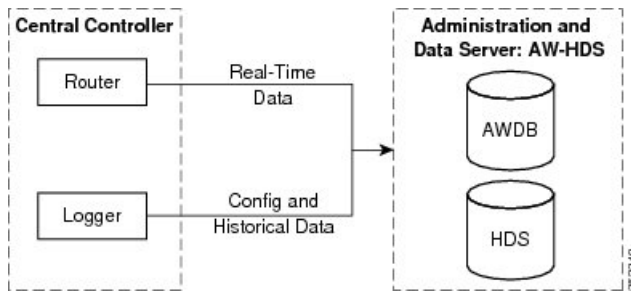 Central Controller
Router
Logger
Real-Time
Data
Config and
Historical Data
Administration and
Data Server: AW-HDS
AWDB
HDS